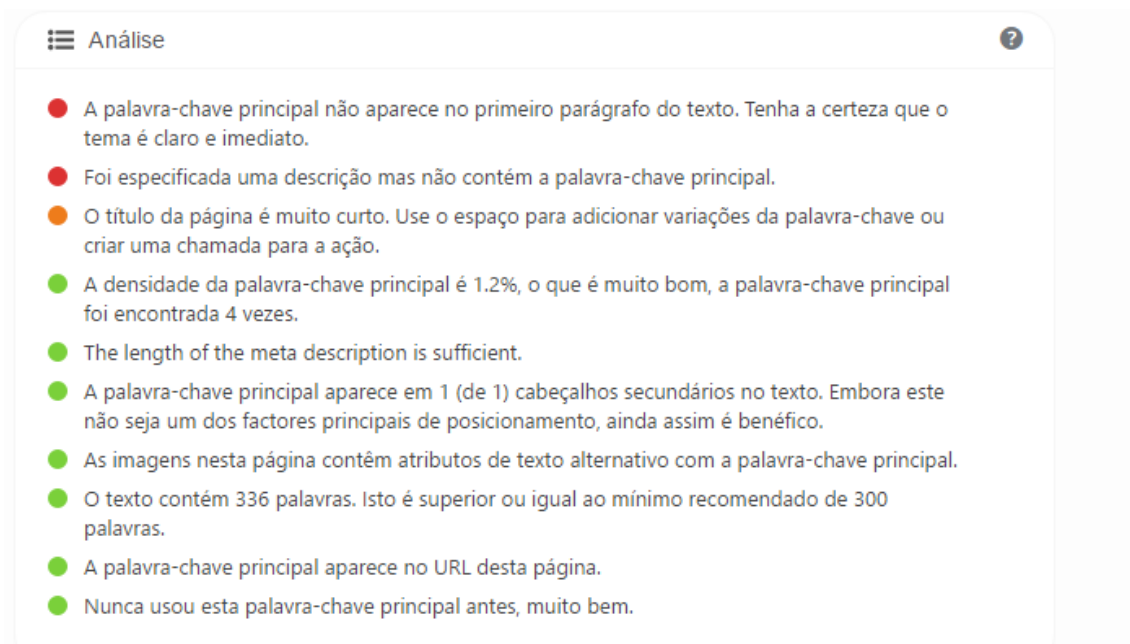 Análise
A palavra-chave principal não aparece no primeiro parágrafo do texto. Tenha a certeza que o
tema é claro e imediato.
Foi especificada uma descrição mas não contém a palavra-chave principal.
O título da página é muito curto. Use o espaço para adicionar variações da palavra-chave ou
criar uma chamada para a ação.
A densidade da palavra-chave principal é 1.2%, o que é muito bom, a palavra-chave principal
foi encontrada 4 vezes.
The length of the meta description is sufficient.
A palavra-chave principal aparece em 1 (de 1) cabeçalhos secundários no texto. Embora este
não seja um dos factores principais de posicionamento, ainda assim é benéfico.
As imagens nesta página contêm atributos de texto alternativo com a palavra-chave principal.
O texto contém 336 palavras. Isto é superior ou igual ao mínimo recomendado de 300
palavras.
A palavra-chave principal aparece no URL desta página.
Nunca usou esta palavra-chave principal antes, muito bem.